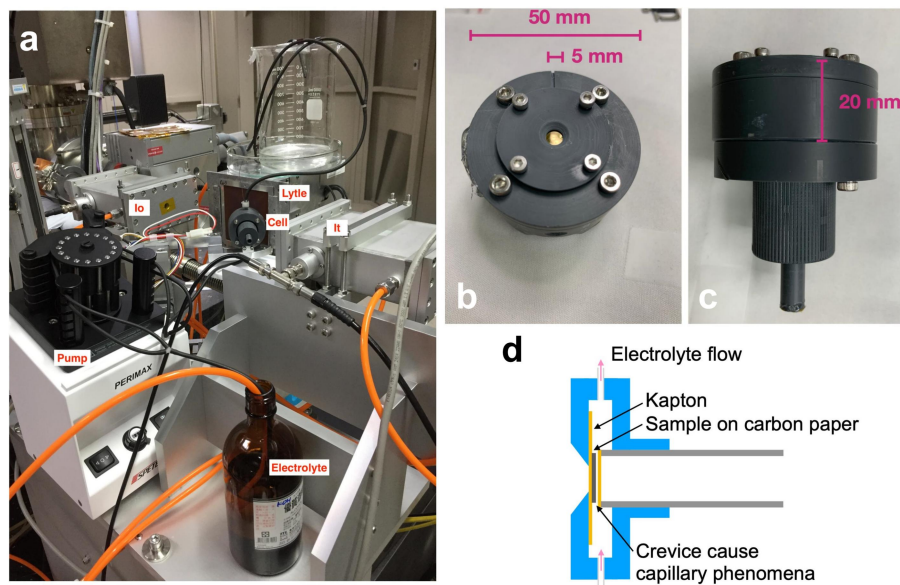 a
Io
Lytle
Cell
It
Pump
PERIMAX
SPETEC
Electrolyte
50 mm
5 mm
b
20 mm
c
d
Electrolyte flow
Kapton
Sample on carbon paper
Crevice cause
capillary phenomena